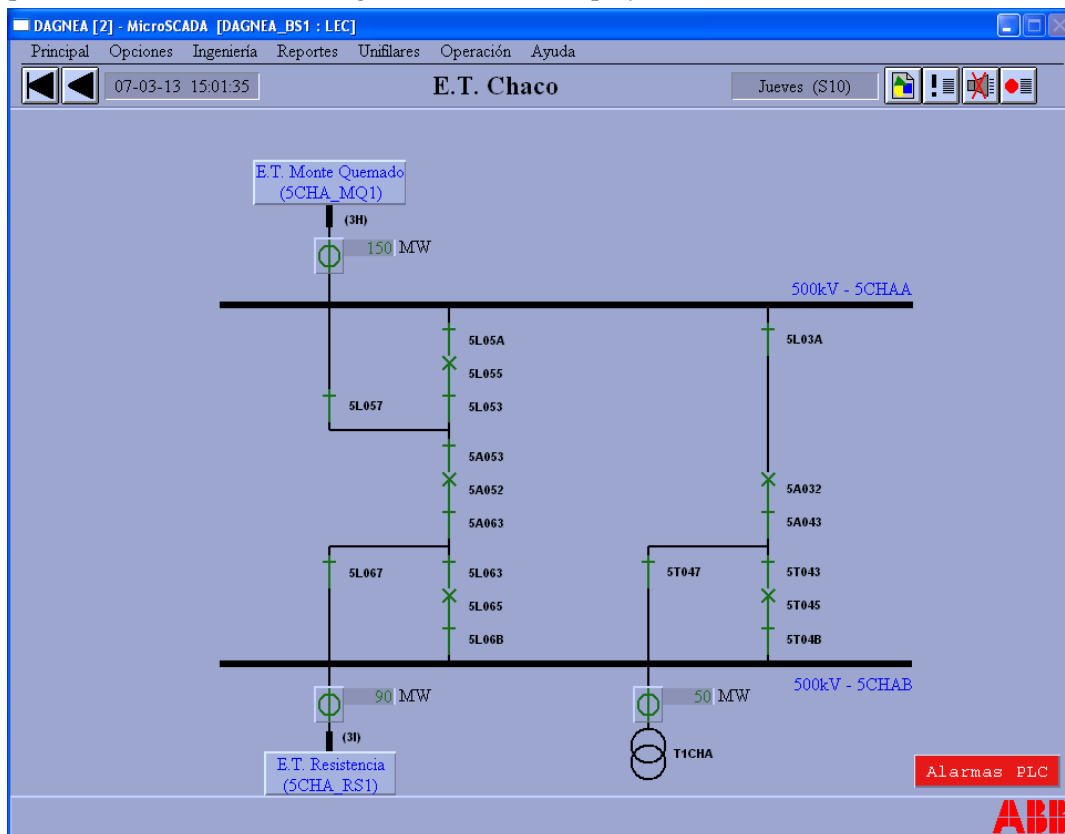 DAGNEA [2] - MicroSCADA [DAGNEA_BS1 : LEC]
Principal Opciones Ingeniería Reportes Unifilares Operación Ayuda
07-03-13 15:01:35 E.T. Chaco Jueves (S10)
E.T. Monte Quemado
(5CHA_MQ1)
(3H)
150 MW
500kV - 5CHAA
5L05A 5L03A
5L055
5L057 5L053
5A053
5A052 5A032
5A063 5A043
5L067 5L063 5T047 5T043
5L065 5T045
5L06B 5T04B
500kV - 5CHAB
90 MW 50 MW
(3I)
T1CHA
E.T. Resistencia
(5CHA_RS1)
Alarmas PLC
ABB